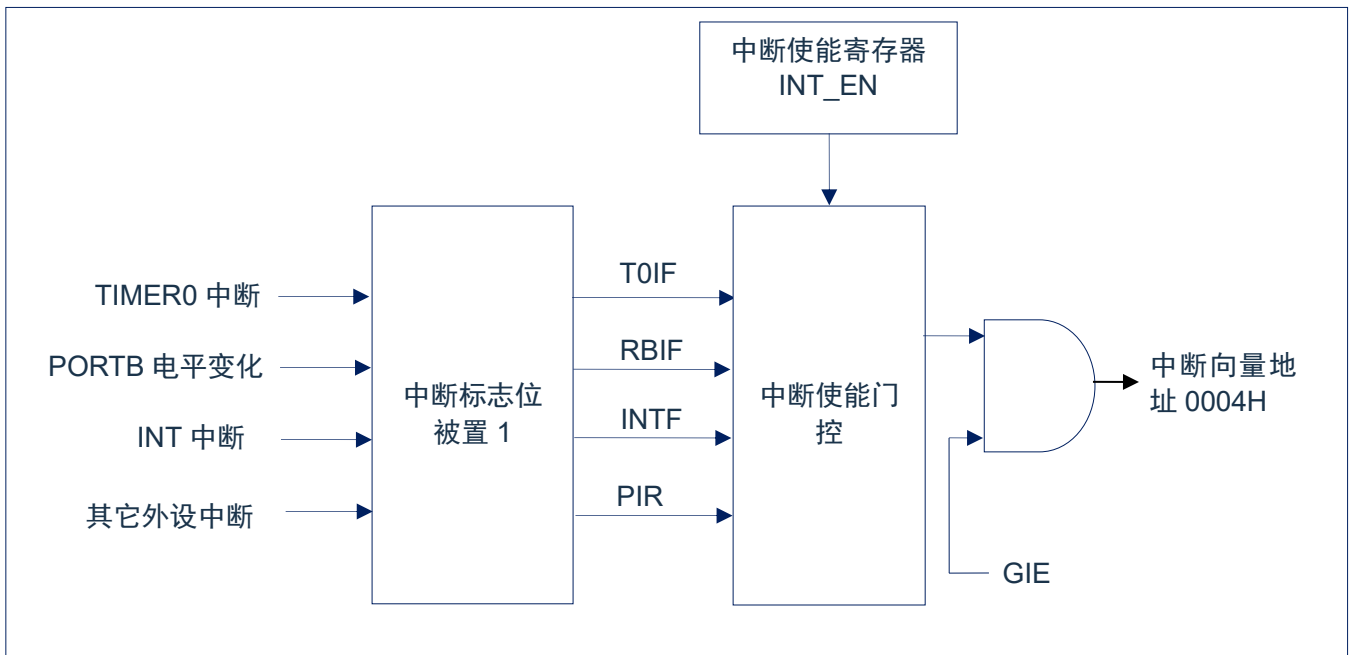 中断使能寄存器
INT_EN
TIMER0 中断
PORTB 电平变化
INT 中断
其它外设中断
中断标志位
被置 1
T0IF
RBIF
INTF
PIR
中断使能门
控
GIE
中断向量地
址 0004H